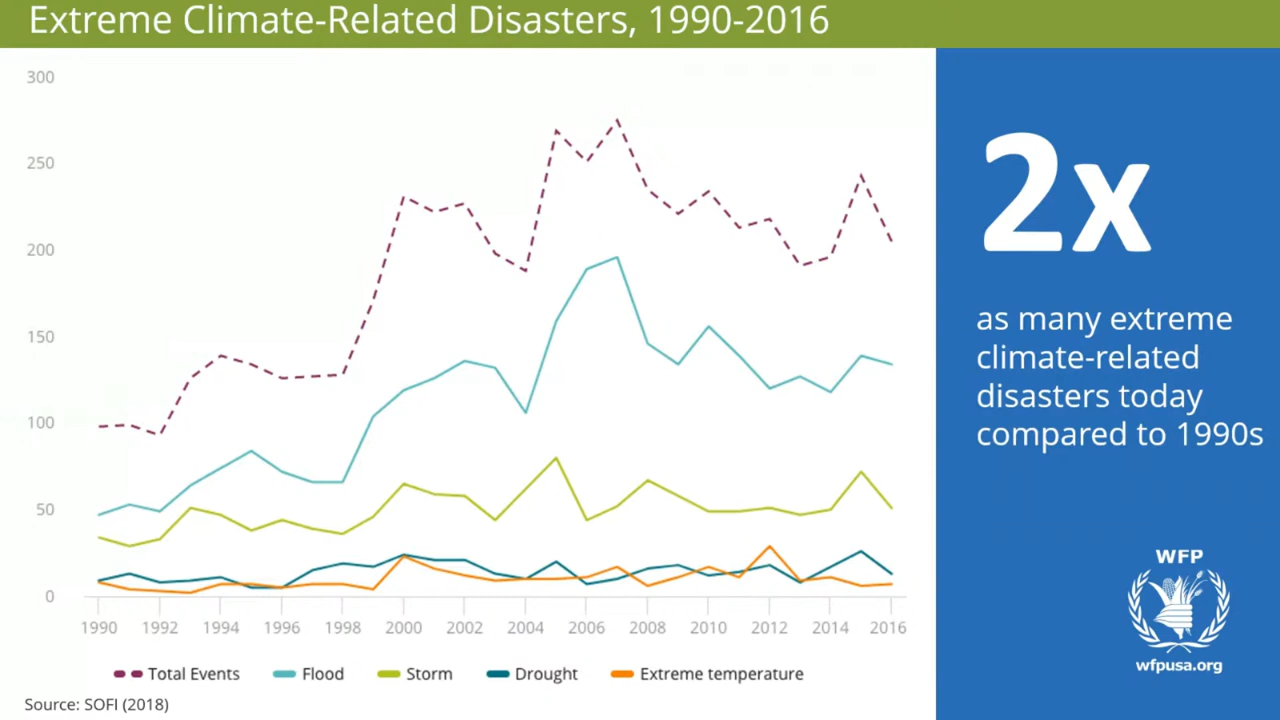 Extreme Climate-Related Disasters, 1990-2016
300
250
200
150
100
50
0
1990 1992 1994 1996 1998 2000 2002 2004 2006 2008 2010 2012 2014 2016
Total Events Flood Storm Drought Extreme temperature
Source: SOFI (2018)
2x
as many extreme
climate-related
disasters today
compared to 1990s
WFP
wfpusa.org